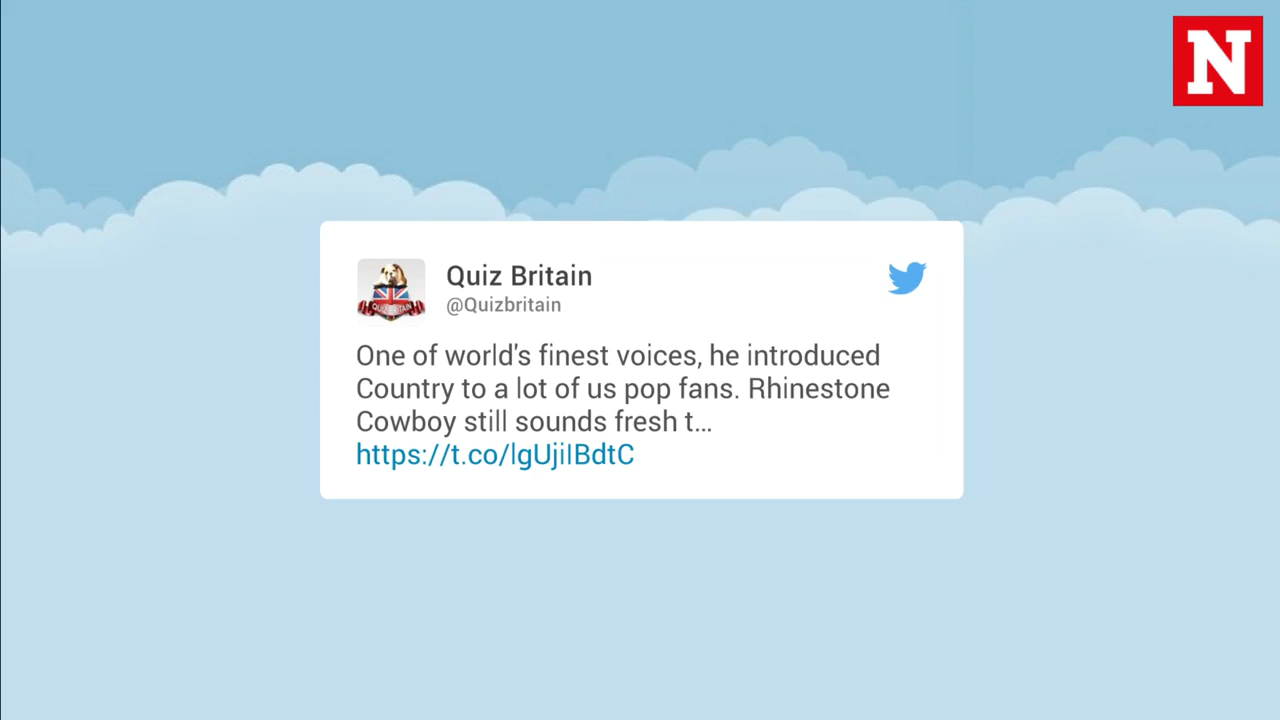 N
Quiz Britain
@Quizbritain
One of world's finest voices, he introduced
Country to a lot of us pop fans. Rhinestone
Cowboy still sounds fresh t...
https://t.co/lgUjiIBdtC